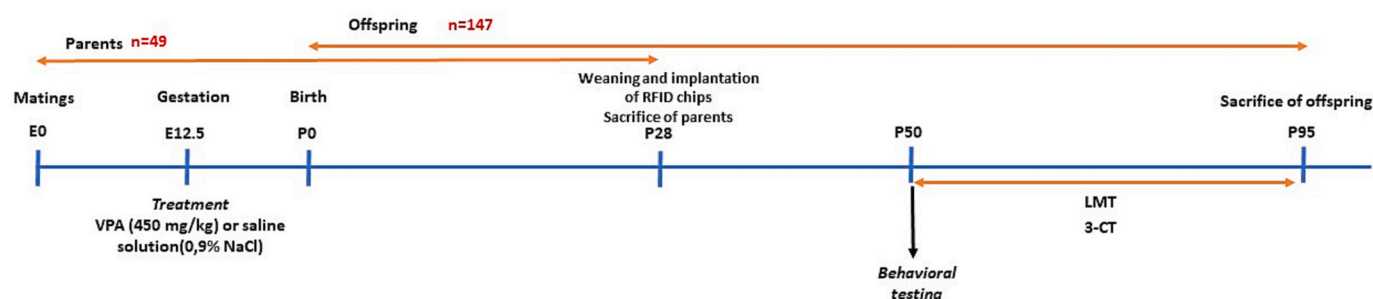 Offspring n=147
Parents n=49
Weaning and implantation
of RFID chips
Sacrifice of parents
Matings
Gestation
Birth
Sacrifice of offspring
E0
E12.5
P0
P28
P50
P95
Treatment
VPA (450 mg/kg) or saline
solution(0,9% NaCl)
LMT
3-CT
Behavioral
testing